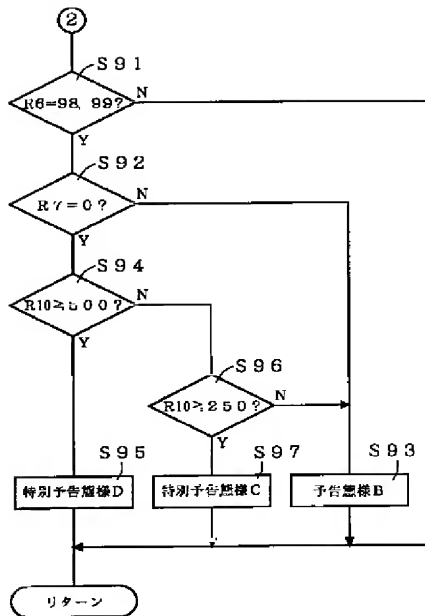 ②
S91
R6=98, 99?
N
Y
S92
R7=0?
N
Y
S94
R10≧500?
N
Y
S96
R10≧250?
N
Y
S95
特別予告態様D
S97
特別予告態様C
S93
予告態様B
リターン